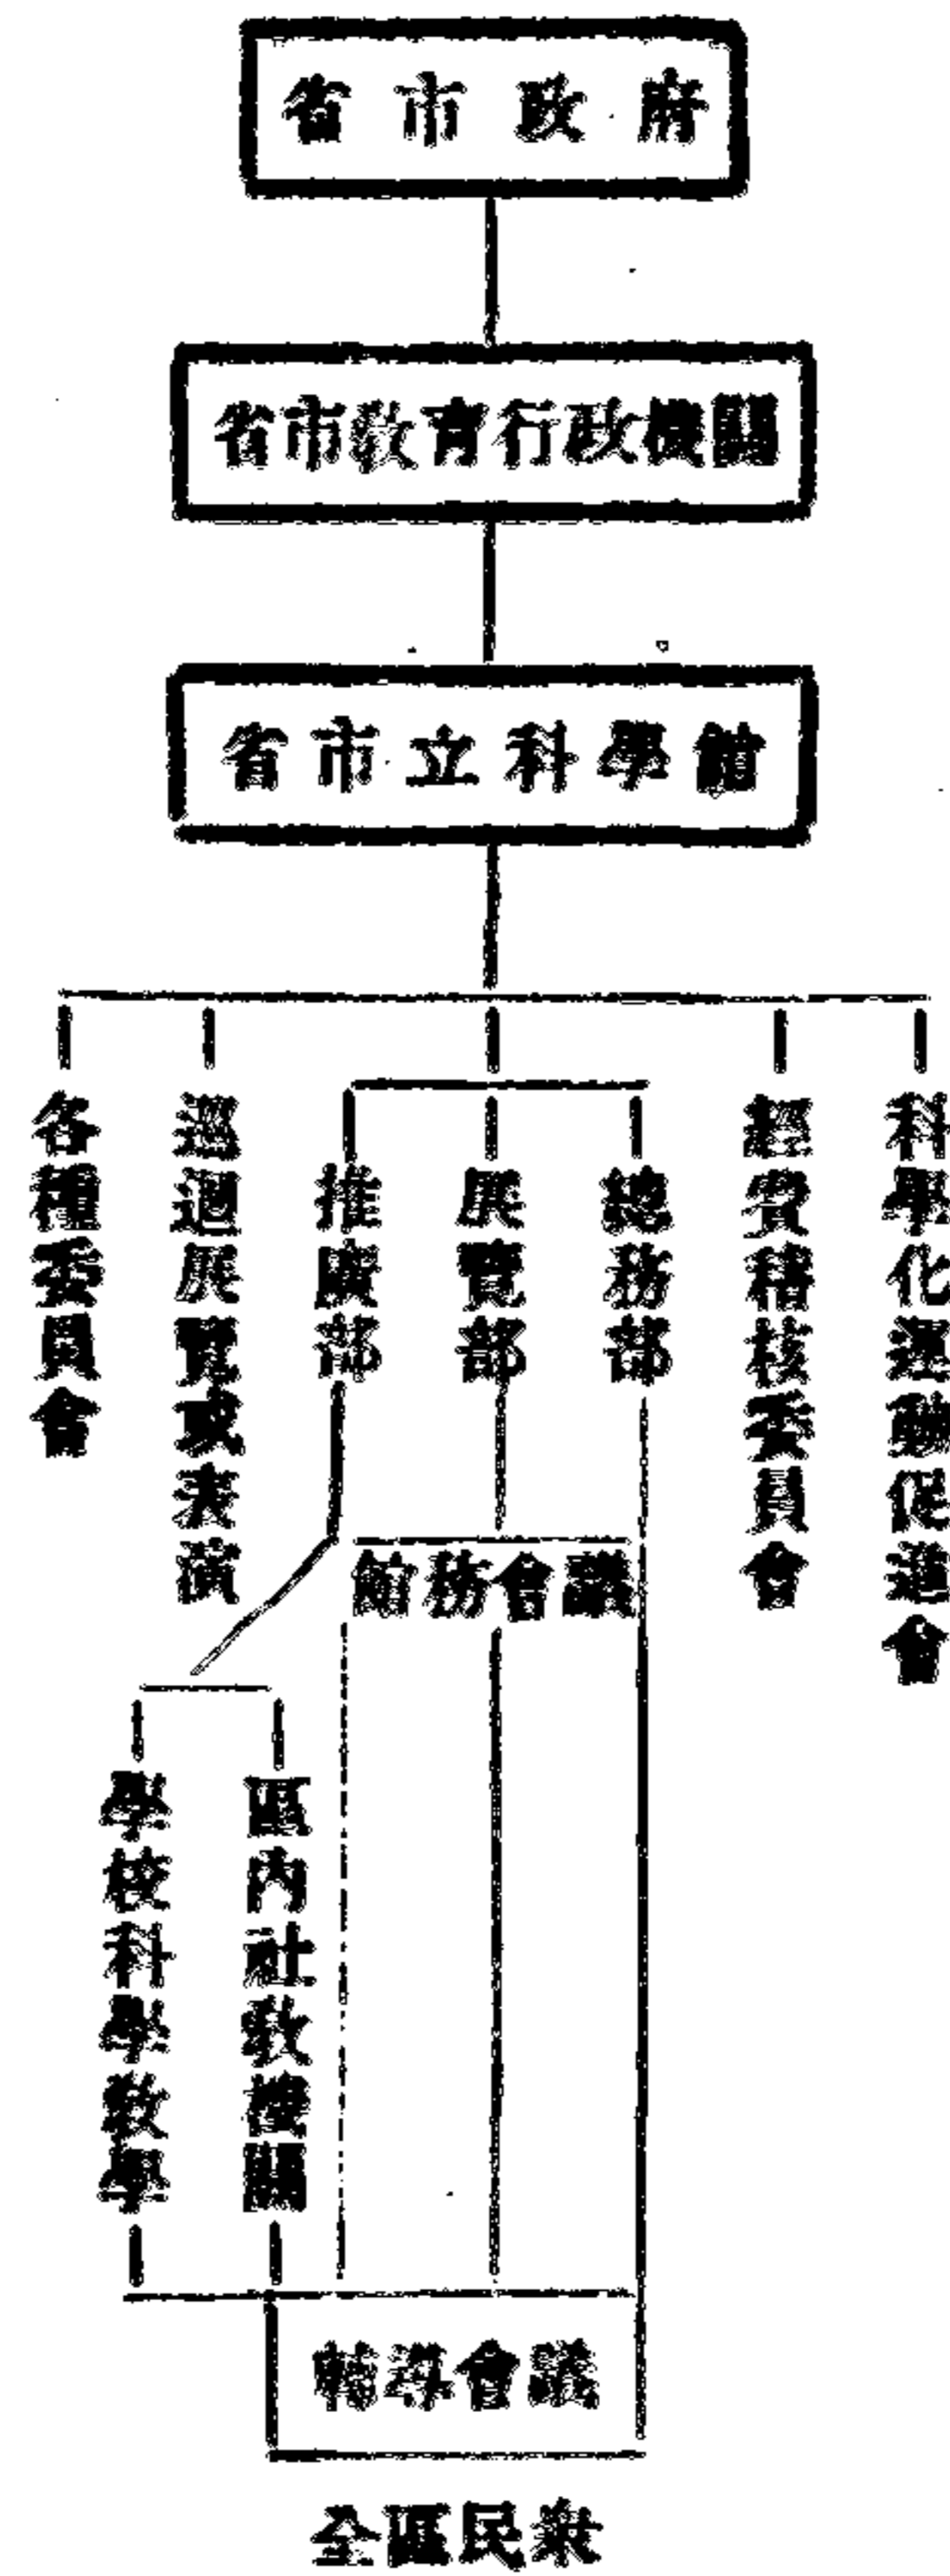 省市政府
省市教育行政機關
省市立科學館
科學化運動促進會
經費稽核委員會
總務部
展覽部
推廣部
巡迴展覽或表演
各種委員會
館務會議
區內社教機關
學校科學教學
輔導會議
全區民衆